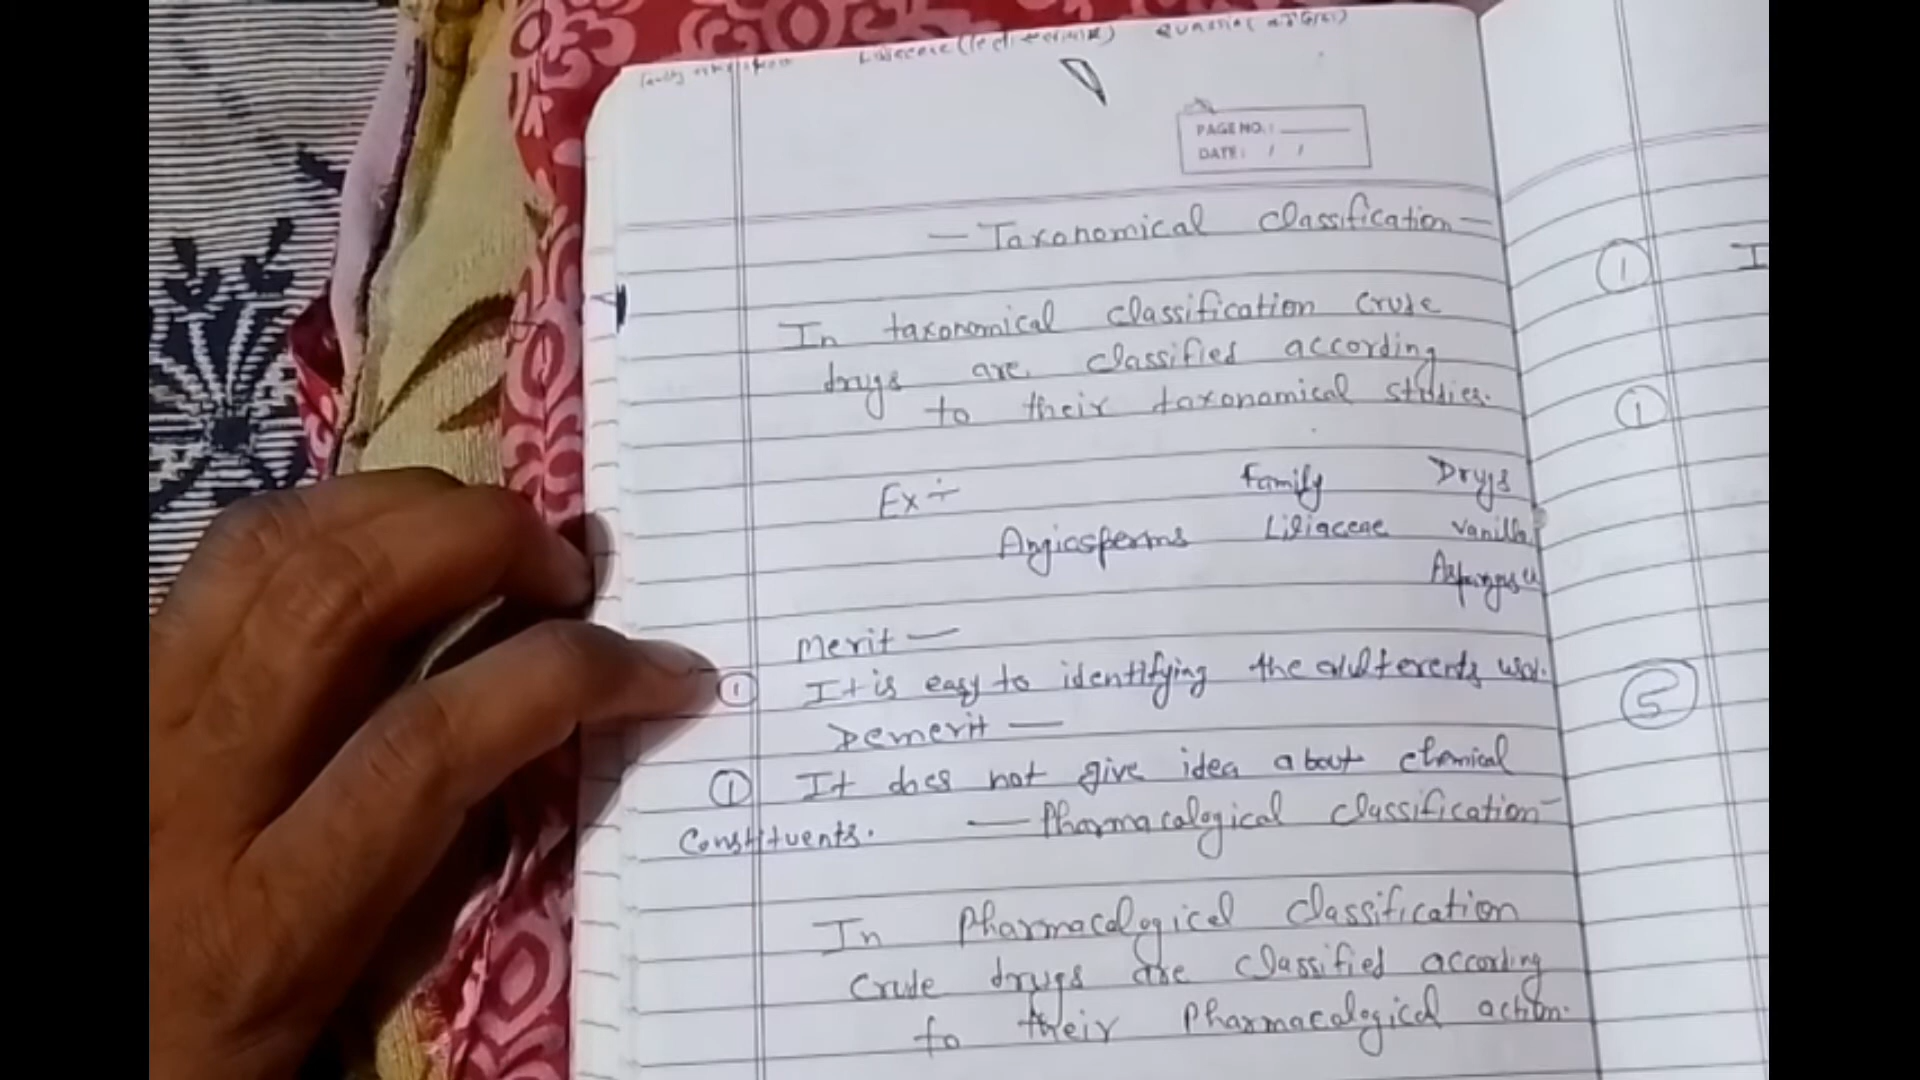 PAGE NO. :
DATE : / /
— Taxonomical classification —
In taxonomical classification crude
drugs are classified according
to their taxonomical studies.
Ex ÷ Family Drugs
Angiosperms Liliaceae vanilla
Merit —
① It is easy to identifying the
Demerit —
① It does not give idea about chemical
Constituents. — Pharmacological classification —
In Pharmacological classification
crude drugs are classified according
to their Pharmacological action.
①
I
①
5